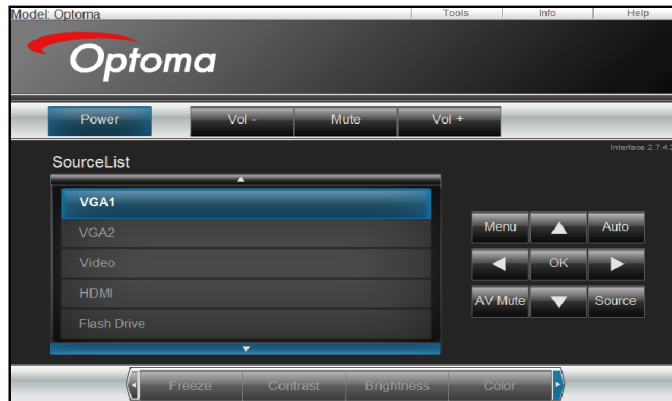 Model: Optoma Tools Info Help
Optoma
Power Vol - Mute Vol +
Interface 2.7.4.2
SourceList
VGA1
VGA2
Video
HDMI
Flash Drive
Menu Auto
OK
AV Mute Source
Freeze Contrast Brightness Color